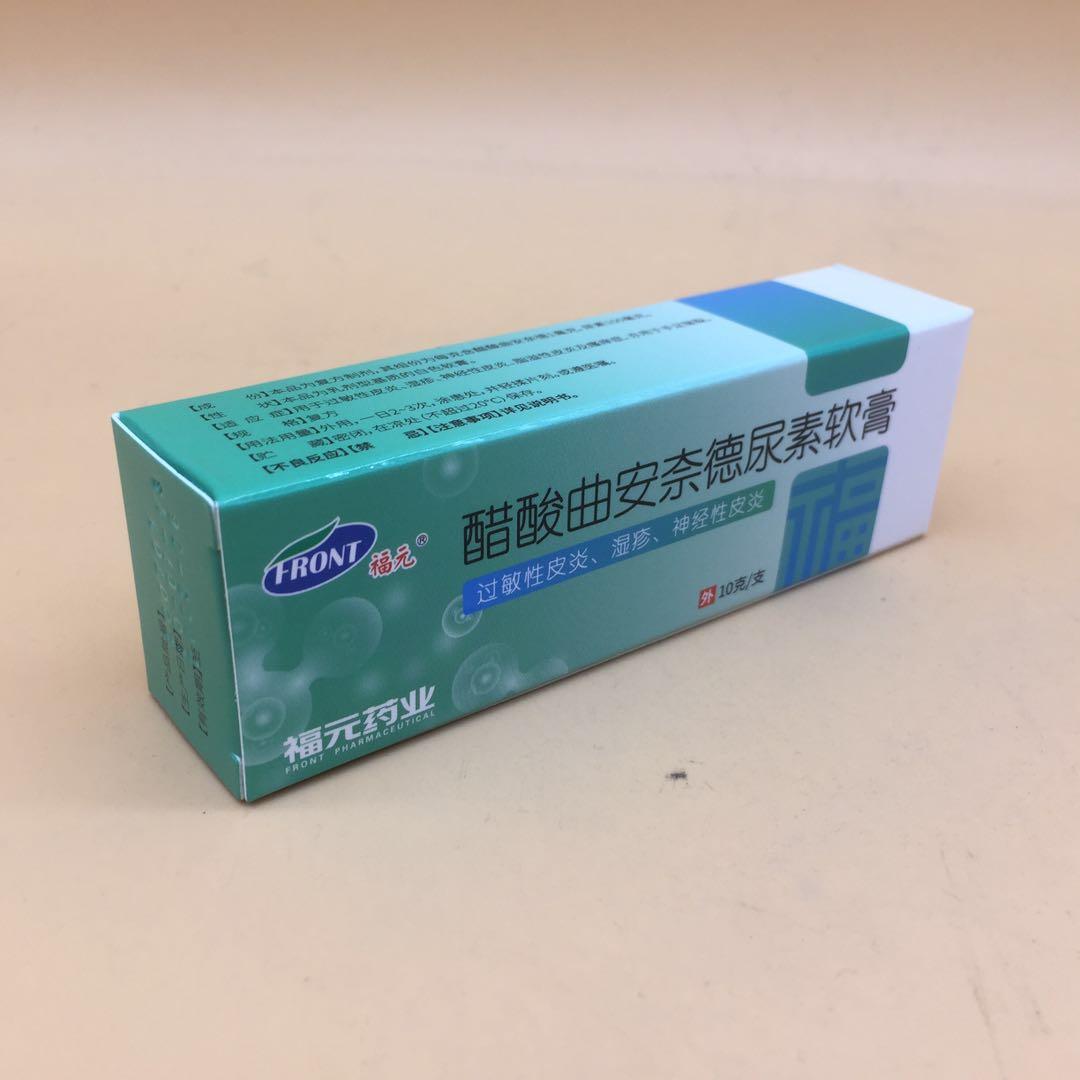 【成 份】本品为复方制剂,其组份为每克含醋酸曲安奈德1毫克,尿素100毫克。
【性 状】本品为乳剂型基质的白色软膏。
【适 应 症】用于过敏性皮炎、湿疹、神经性皮炎、脂溢性皮炎及瘙痒症,亦用于手足皲裂。
【规 格】复方
【用法用量】外用,一日2~3次,涂患处,并轻揉片刻。或遵医嘱。
【贮 藏】密闭,在凉处(不超过20℃)保存。
【不良反应】【禁 忌】【注意事项】详见说明书。
FRONT 福元®
醋酸曲安奈德尿素软膏
过敏性皮炎、湿疹、神经性皮炎
外 10克/支
福
福元药业
FRONT PHARMACEUTICAL